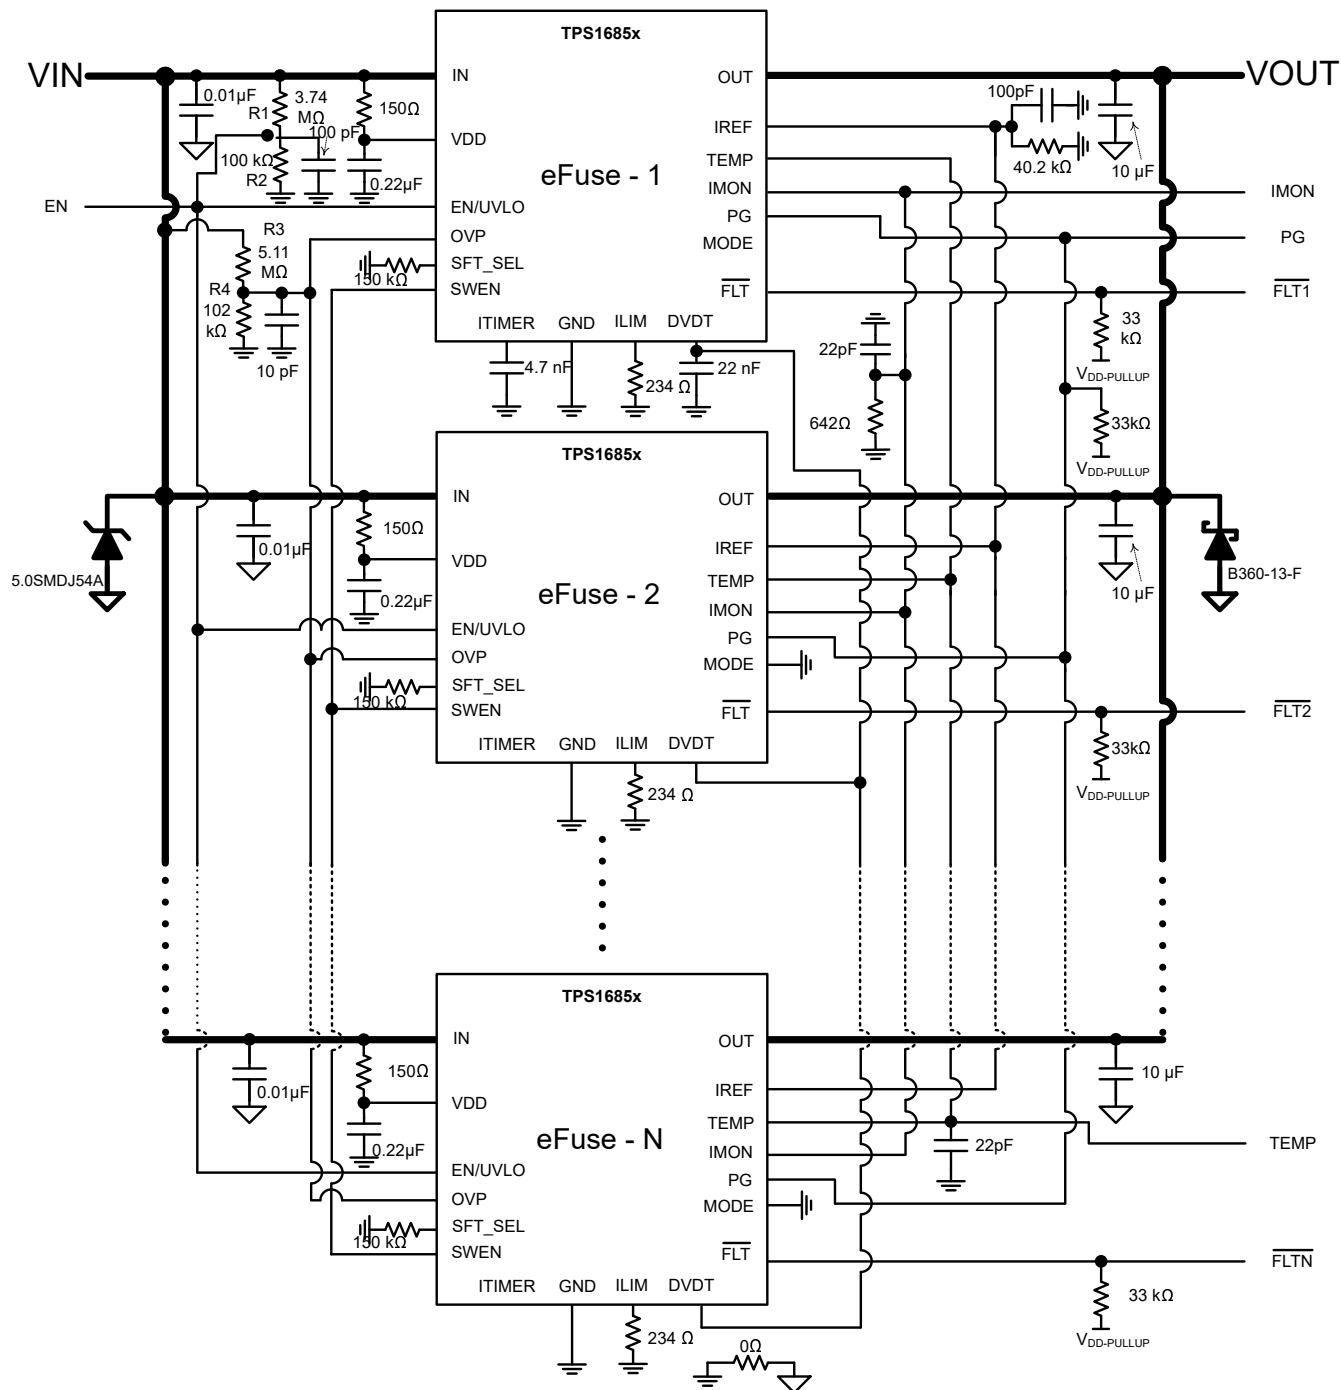 TPS1685x
VIN
IN
OUT
VOUT
0.01µF
R1
3.74
MΩ
150Ω
100pF
IREF
100 pF
VDD
40.2 kΩ
10 µF
TEMP
100 kΩ
R2
0.22µF
eFuse - 1
IMON
IMON
EN
EN/UVLO
PG
PG
R3
5.11
MΩ
OVP
MODE
SFT_SEL
150 kΩ
R4
102
kΩ
SWEN
FLT
FLT1
10 pF
ITIMER
GND
ILIM
DVDT
33
kΩ
VDD-PULLUP
4.7 nF
234 Ω
22 nF
22pF
642Ω
33kΩ
VDD-PULLUP
TPS1685x
IN
OUT
150Ω
0.01µF
IREF
VDD
5.0SMDJ54A
B360-13-F
TEMP
10 µF
0.22µF
eFuse - 2
IMON
EN/UVLO
PG
OVP
MODE
SFT_SEL
150 kΩ
SWEN
FLT
FLT2
ITIMER
GND
ILIM
DVDT
33kΩ
VDD-PULLUP
234 Ω
TPS1685x
IN
OUT
150Ω
10 µF
0.01µF
IREF
VDD
TEMP
0.22µF
eFuse - N
22pF
TEMP
IMON
EN/UVLO
PG
OVP
MODE
SFT_SEL
150 kΩ
SWEN
FLT
FLTN
ITIMER
GND
ILIM
DVDT
33 kΩ
VDD-PULLUP
234 Ω
0Ω